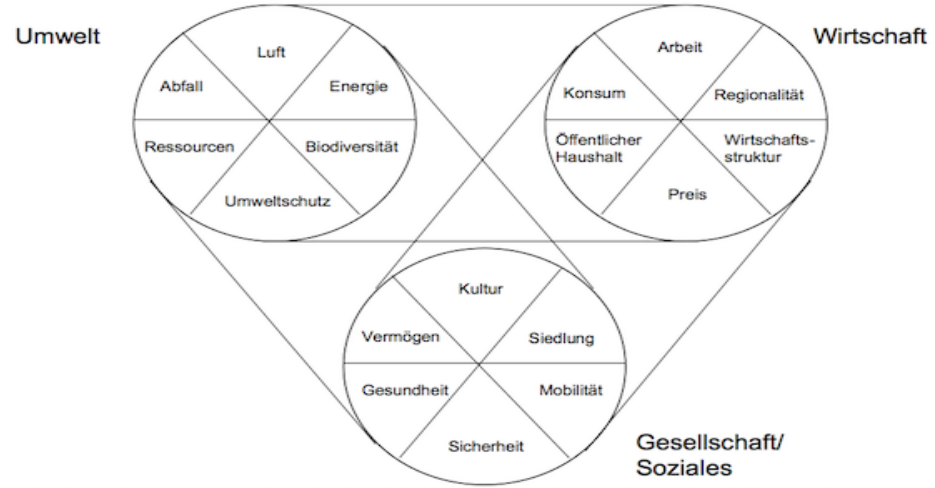 Umwelt
Luft
Abfall
Energie
Ressourcen
Biodiversität
Umweltschutz
Wirtschaft
Arbeit
Konsum
Regionalität
Öffentlicher
Haushalt
Wirtschafts-
struktur
Preis
Kultur
Vermögen
Siedlung
Gesundheit
Mobilität
Sicherheit
Gesellschaft/
Soziales